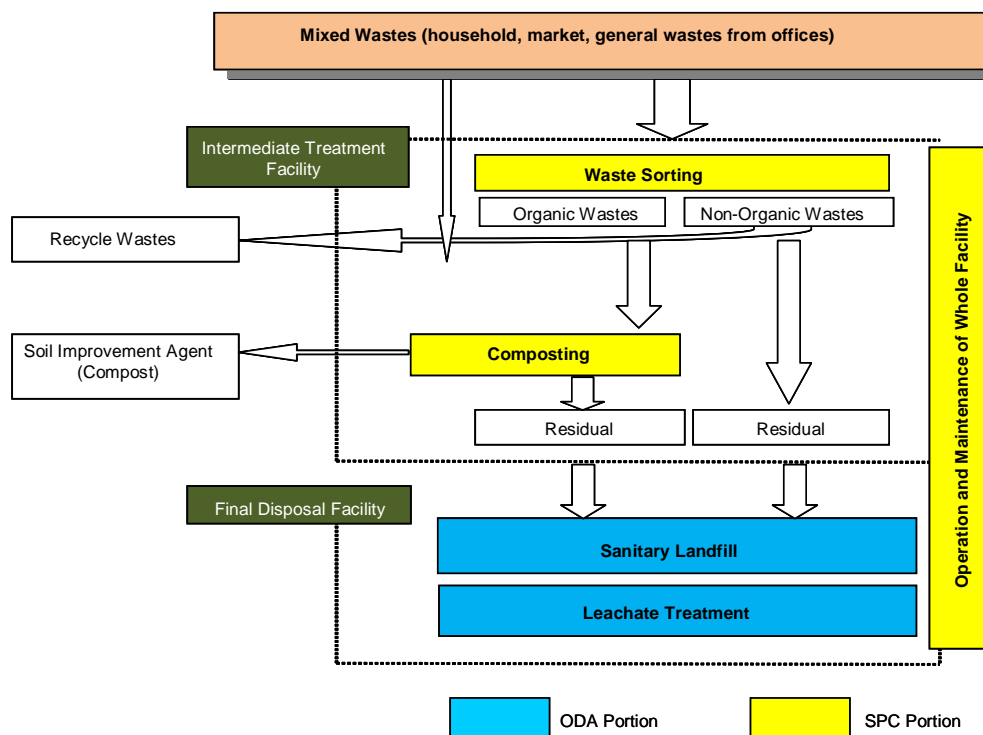 Mixed Wastes (household, market, general wastes from offices)
Intermediate Treatment
Facility
Waste Sorting
Organic Wastes
Non-Organic Wastes
Recycle Wastes
Soil Improvement Agent
(Compost)
Composting
Residual
Residual
Final Disposal Facility
Sanitary Landfill
Leachate Treatment
Operation and Maintenance of Whole Facility
ODA Portion
SPC Portion